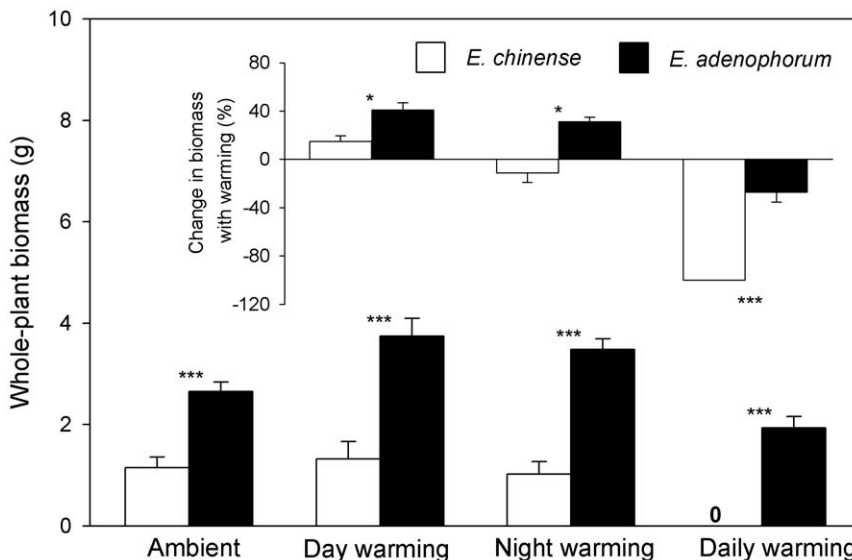 10
8
6
4
2
0
Whole-plant biomass (g)
80
40
0
-40
-80
-120
Change in biomass
with warming (%)
E. chinense
E. adenophorum
*
*
***
***
***
***
***
0
Ambient
Day warming
Night warming
Daily warming